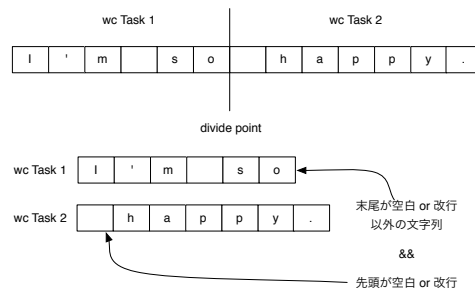 wc Task 1 wc Task 2
I ' m s o h a p p y .
divide point
wc Task 1 I ' m s o
wc Task 2 h a p p y .
末尾が空白 or 改行
以外の文字列
&&
先頭が空白 or 改行